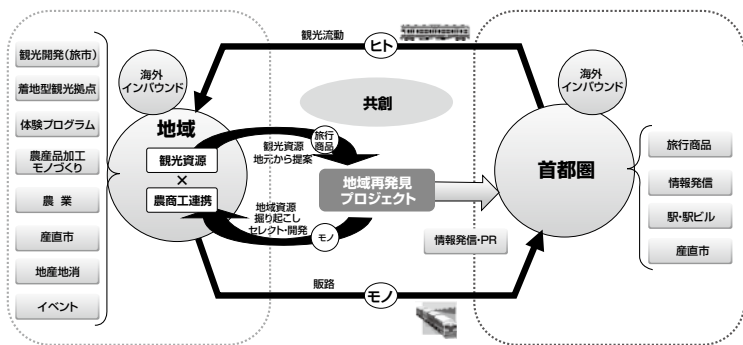 観光開発(旅市)
着地型観光拠点
体験プログラム
農産品加工
モノづくり
農 業
産直市
地産地消
イベント
海外
インバウンド
地域
観光資源
×
農商工連携
観光流動
ヒト
共創
旅行
商品
観光資源
地元から提案
地域再発見
プロジェクト
地域資源
掘り起こし
セレクト・開発
モノ
情報発信・PR
販路
モノ
海外
インバウンド
首都圏
旅行商品
情報発信
駅・駅ビル
産直市